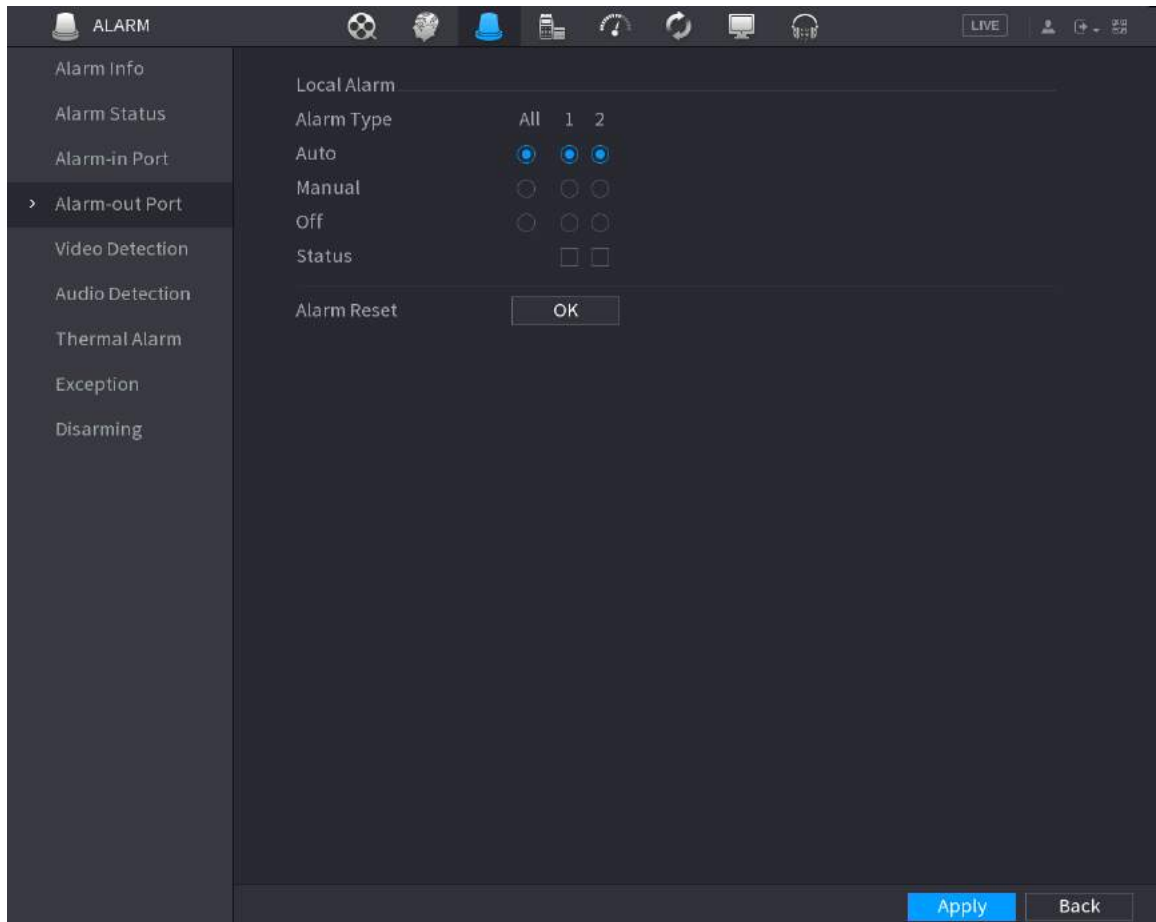 ALARM
LIVE
Alarm Info
Alarm Status
Alarm-in Port
> Alarm-out Port
Video Detection
Audio Detection
Thermal Alarm
Exception
Disarming
Local Alarm
Alarm Type All 1 2
Auto
Manual
Off
Status
Alarm Reset OK
Apply Back